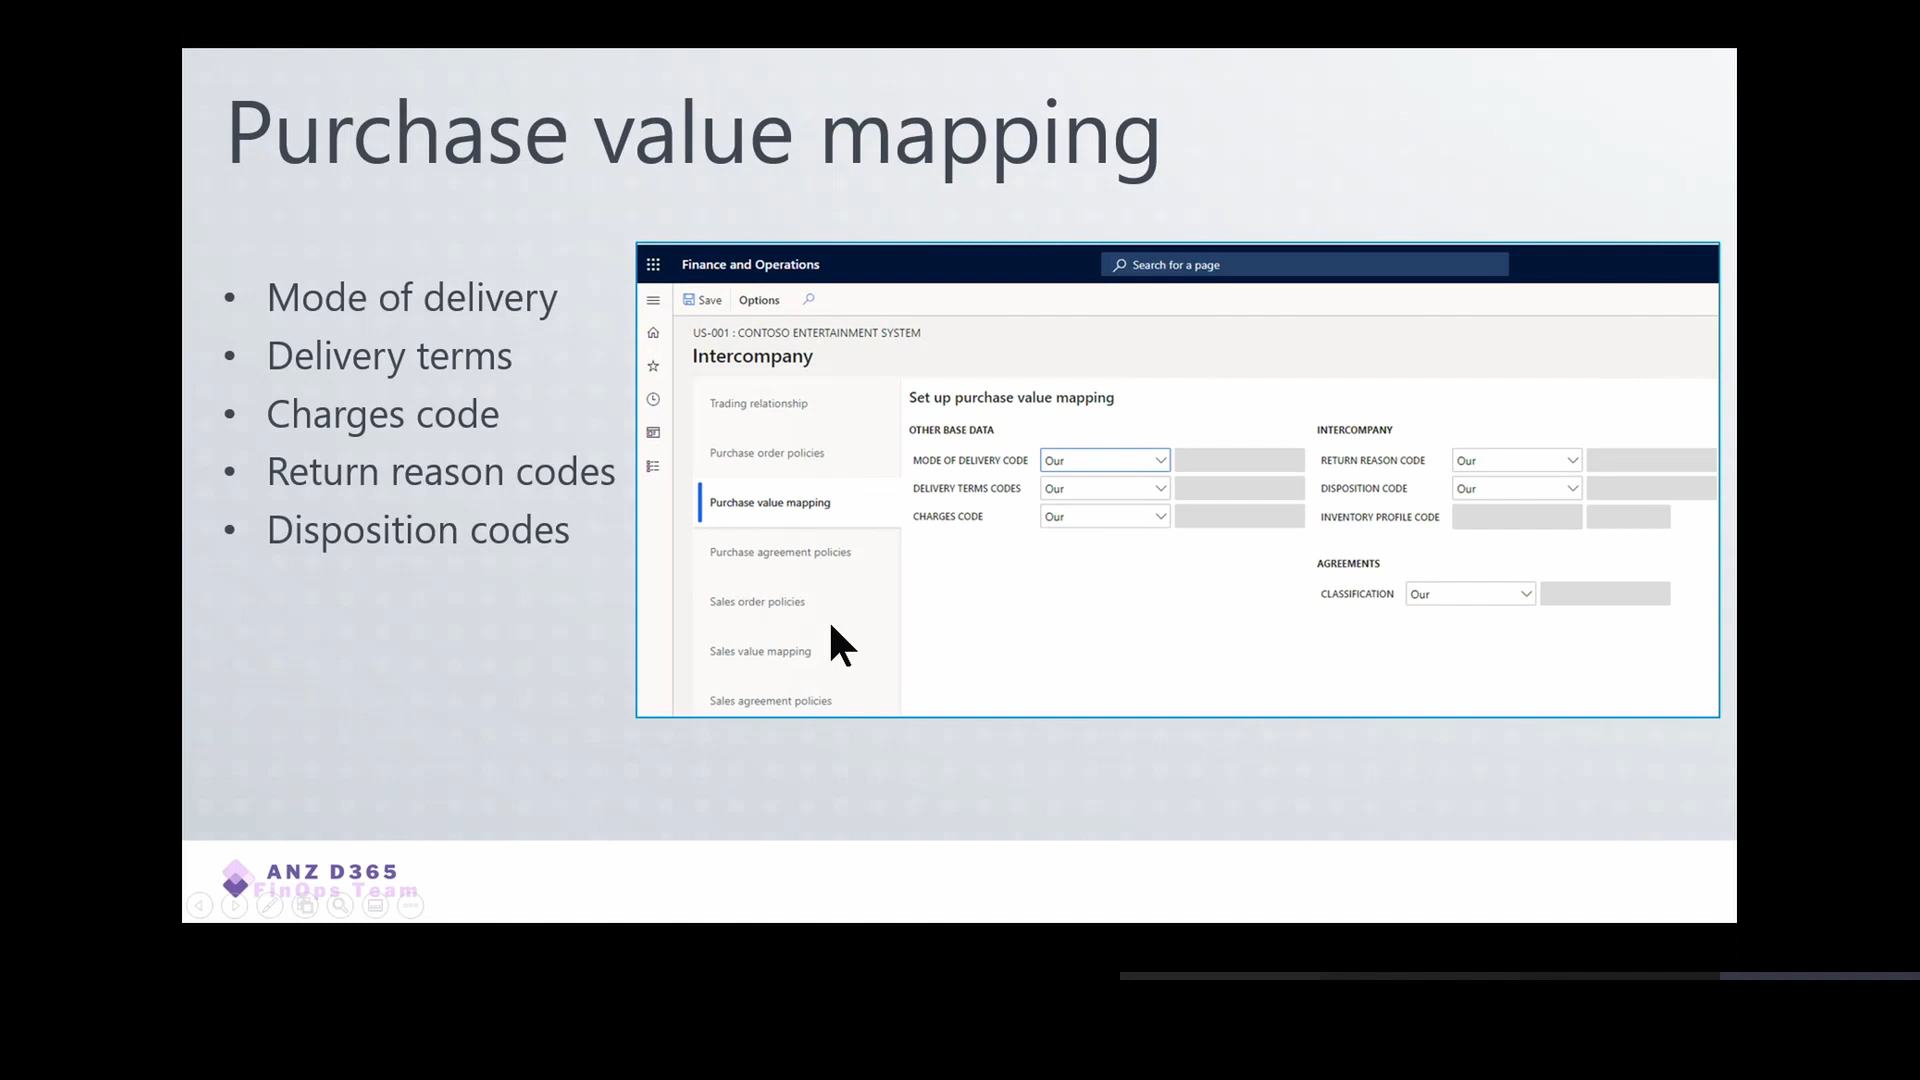 Purchase value mapping
• Mode of delivery
• Delivery terms
• Charges code
• Return reason codes
• Disposition codes
Finance and Operations
Search for a page
Save
Options
US-001 : CONTOSO ENTERTAINMENT SYSTEM
Intercompany
Trading relationship
Purchase order policies
Purchase value mapping
Purchase agreement policies
Sales order policies
Sales value mapping
Sales agreement policies
Set up purchase value mapping
OTHER BASE DATA
MODE OF DELIVERY CODE Our
DELIVERY TERMS CODES Our
CHARGES CODE Our
INTERCOMPANY
RETURN REASON CODE Our
DISPOSITION CODE Our
INVENTORY PROFILE CODE
AGREEMENTS
CLASSIFICATION Our
ANZ D365
FinOps Team